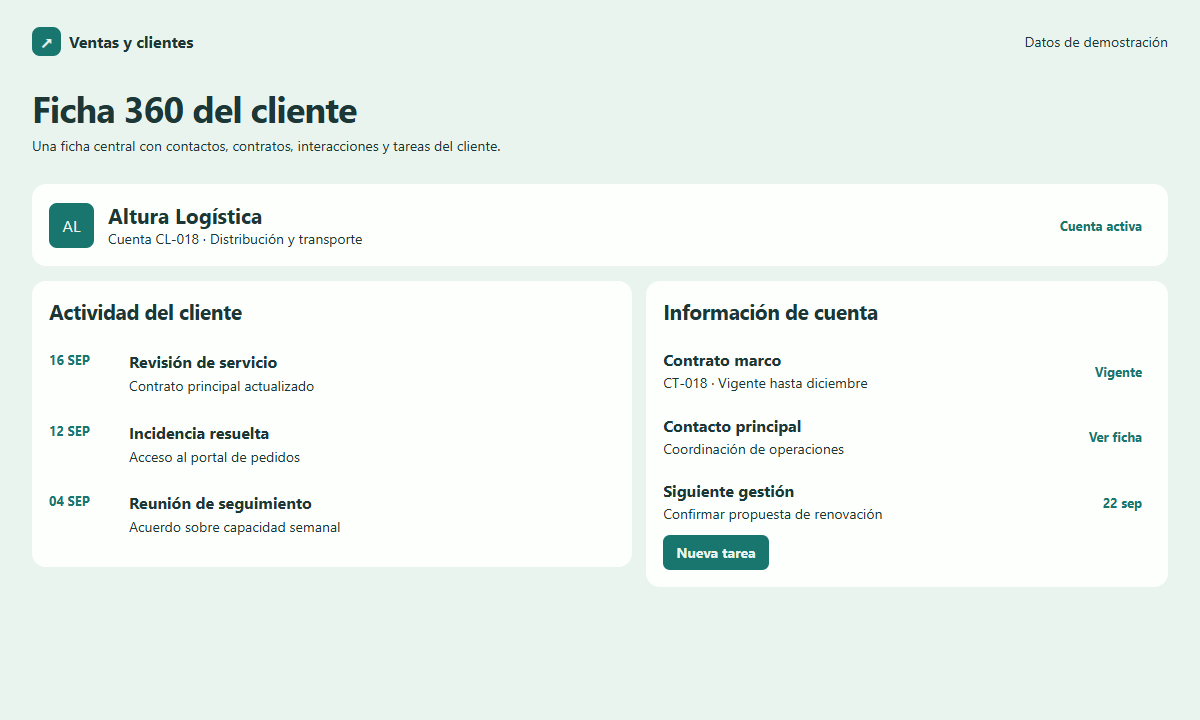 ↗ Ventas y clientes
Datos de demostración
Ficha 360 del cliente
Una ficha central con contactos, contratos, interacciones y tareas del cliente.
AL
Altura Logística
Cuenta CL-018 · Distribución y transporte
Cuenta activa
Actividad del cliente
16 SEP
Revisión de servicio
Contrato principal actualizado
12 SEP
Incidencia resuelta
Acceso al portal de pedidos
04 SEP
Reunión de seguimiento
Acuerdo sobre capacidad semanal
Información de cuenta
Contrato marco
CT-018 · Vigente hasta diciembre
Vigente
Contacto principal
Coordinación de operaciones
Ver ficha
Siguiente gestión
Confirmar propuesta de renovación
22 sep
Nueva tarea